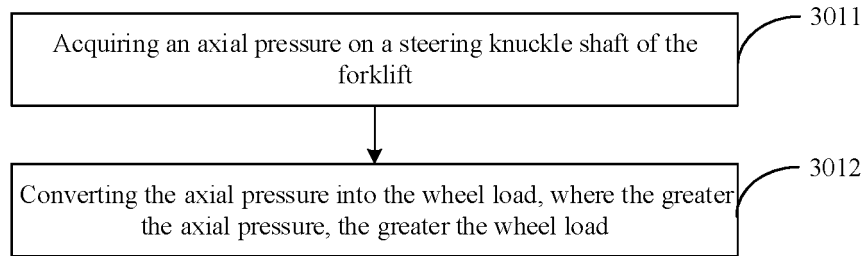 3011
Acquiring an axial pressure on a steering knuckle shaft of the
forklift
3012
Converting the axial pressure into the wheel load, where the greater
the axial pressure, the greater the wheel load